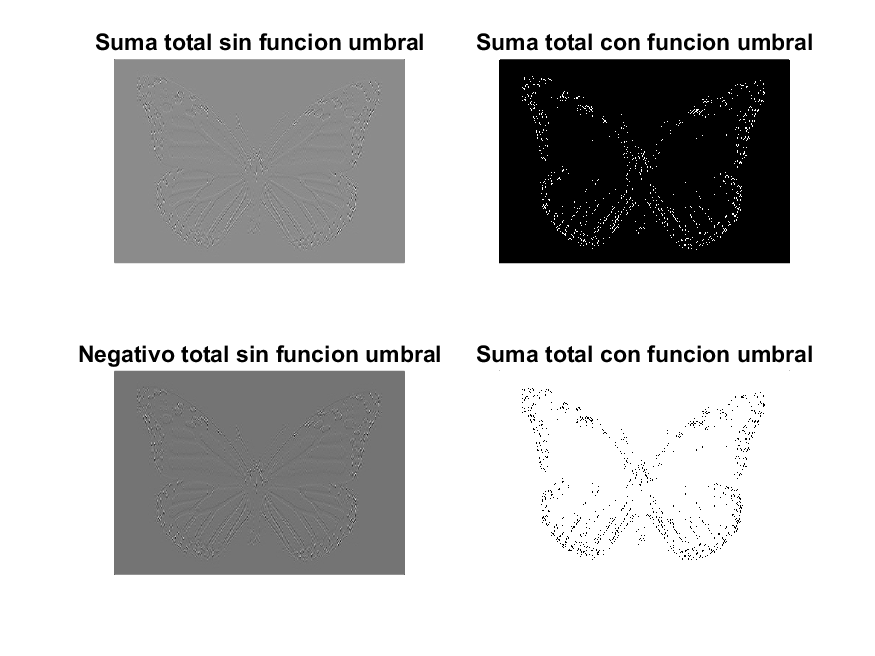 Suma total sin funcion umbral
Suma total con funcion umbral
Negativo total sin funcion umbral
Suma total con funcion umbral